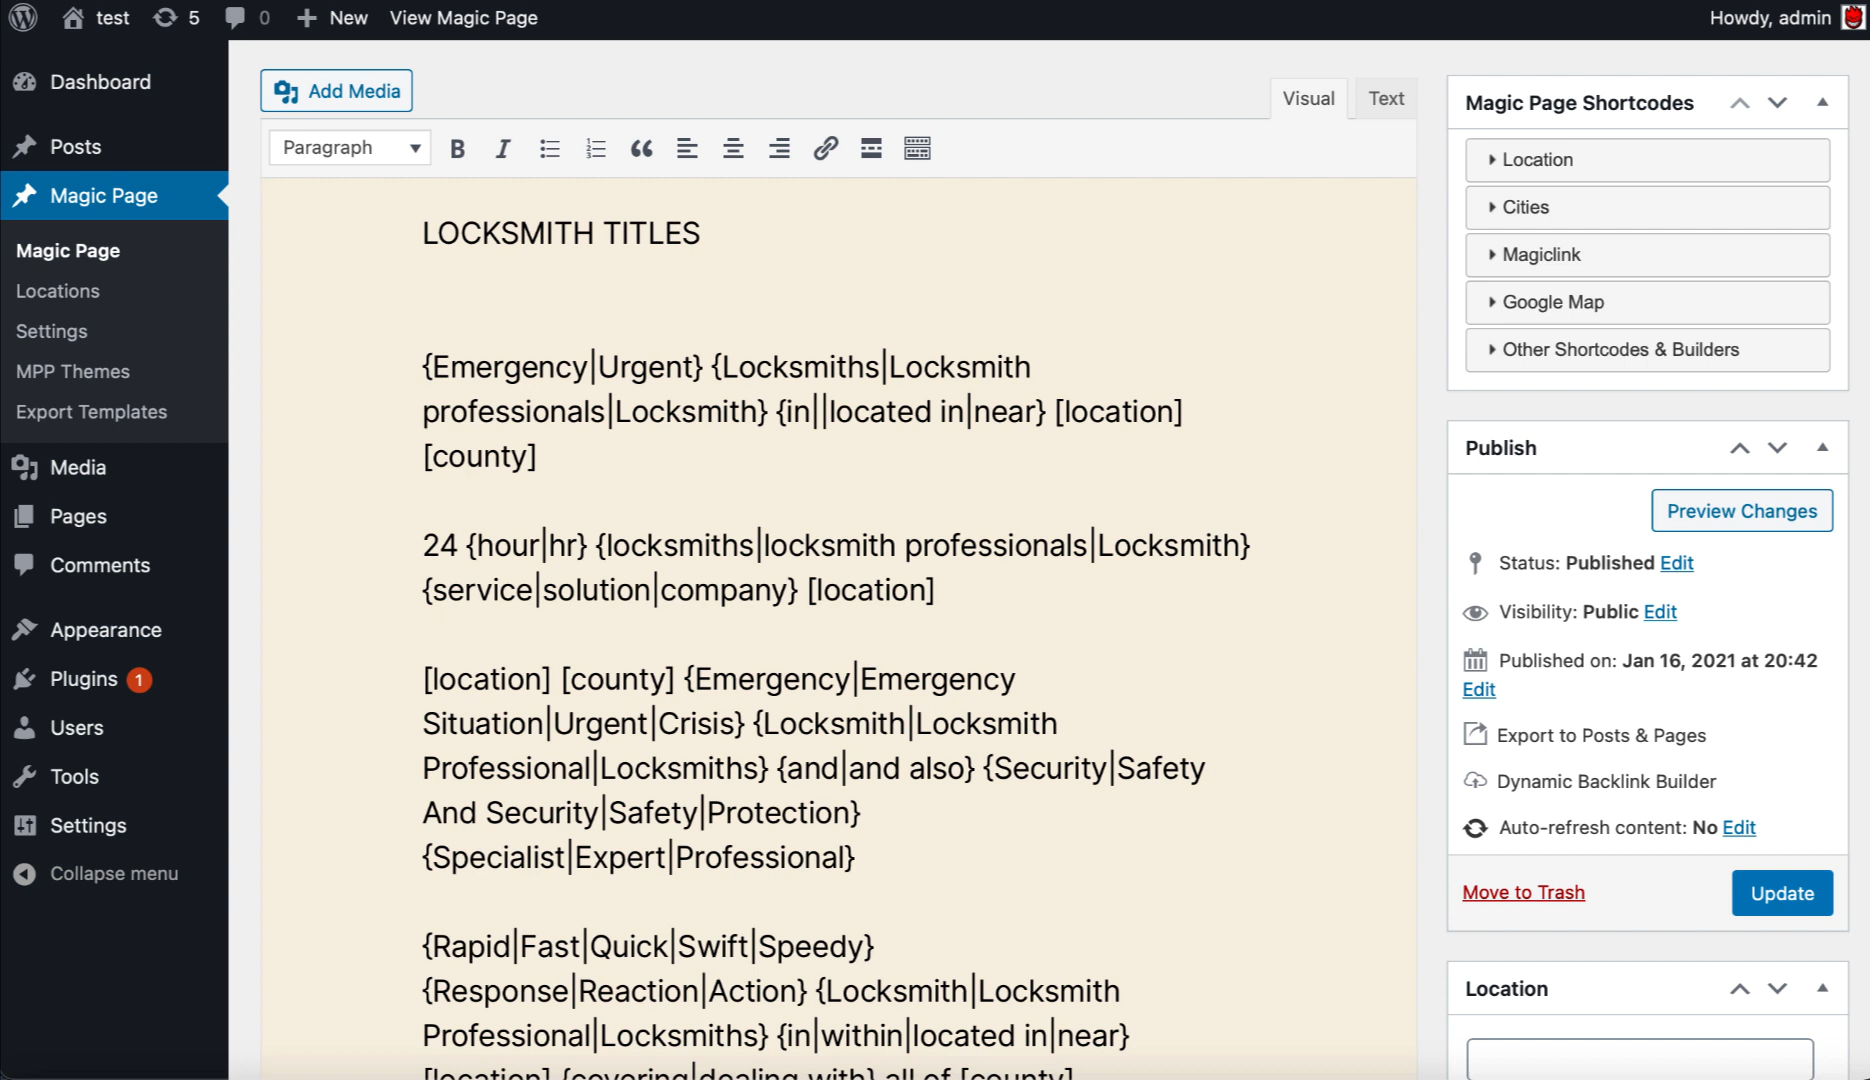 test 5 0 New View Magic Page Howdy, admin
Dashboard
Posts
Magic Page
Magic Page
Locations
Settings
MPP Themes
Export Templates
Media
Pages
Comments
Appearance
Plugins 1
Users
Tools
Settings
Collapse menu
Add Media
Visual Text
Paragraph B I
LOCKSMITH TITLES
{Emergency|Urgent} {Locksmiths|Locksmith
professionals|Locksmith} {in||located in|near} [location]
[county]
24 {hour|hr} {locksmiths|locksmith professionals|Locksmith}
{service|solution|company} [location]
[location] [county] {Emergency|Emergency
Situation|Urgent|Crisis} {Locksmith|Locksmith
Professional|Locksmiths} {and|and also} {Security|Safety
And Security|Safety|Protection}
{Specialist|Expert|Professional}
{Rapid|Fast|Quick|Swift|Speedy}
{Response|Reaction|Action} {Locksmith|Locksmith
Professional|Locksmiths} {in|within|located in|near}
[location] {covering|dealing with} all of [county]
Magic Page Shortcodes
Location
Cities
Magiclink
Google Map
Other Shortcodes & Builders
Publish
Preview Changes
Status: Published Edit
Visibility: Public Edit
Published on: Jan 16, 2021 at 20:42
Edit
Export to Posts & Pages
Dynamic Backlink Builder
Auto-refresh content: No Edit
Move to Trash Update
Location